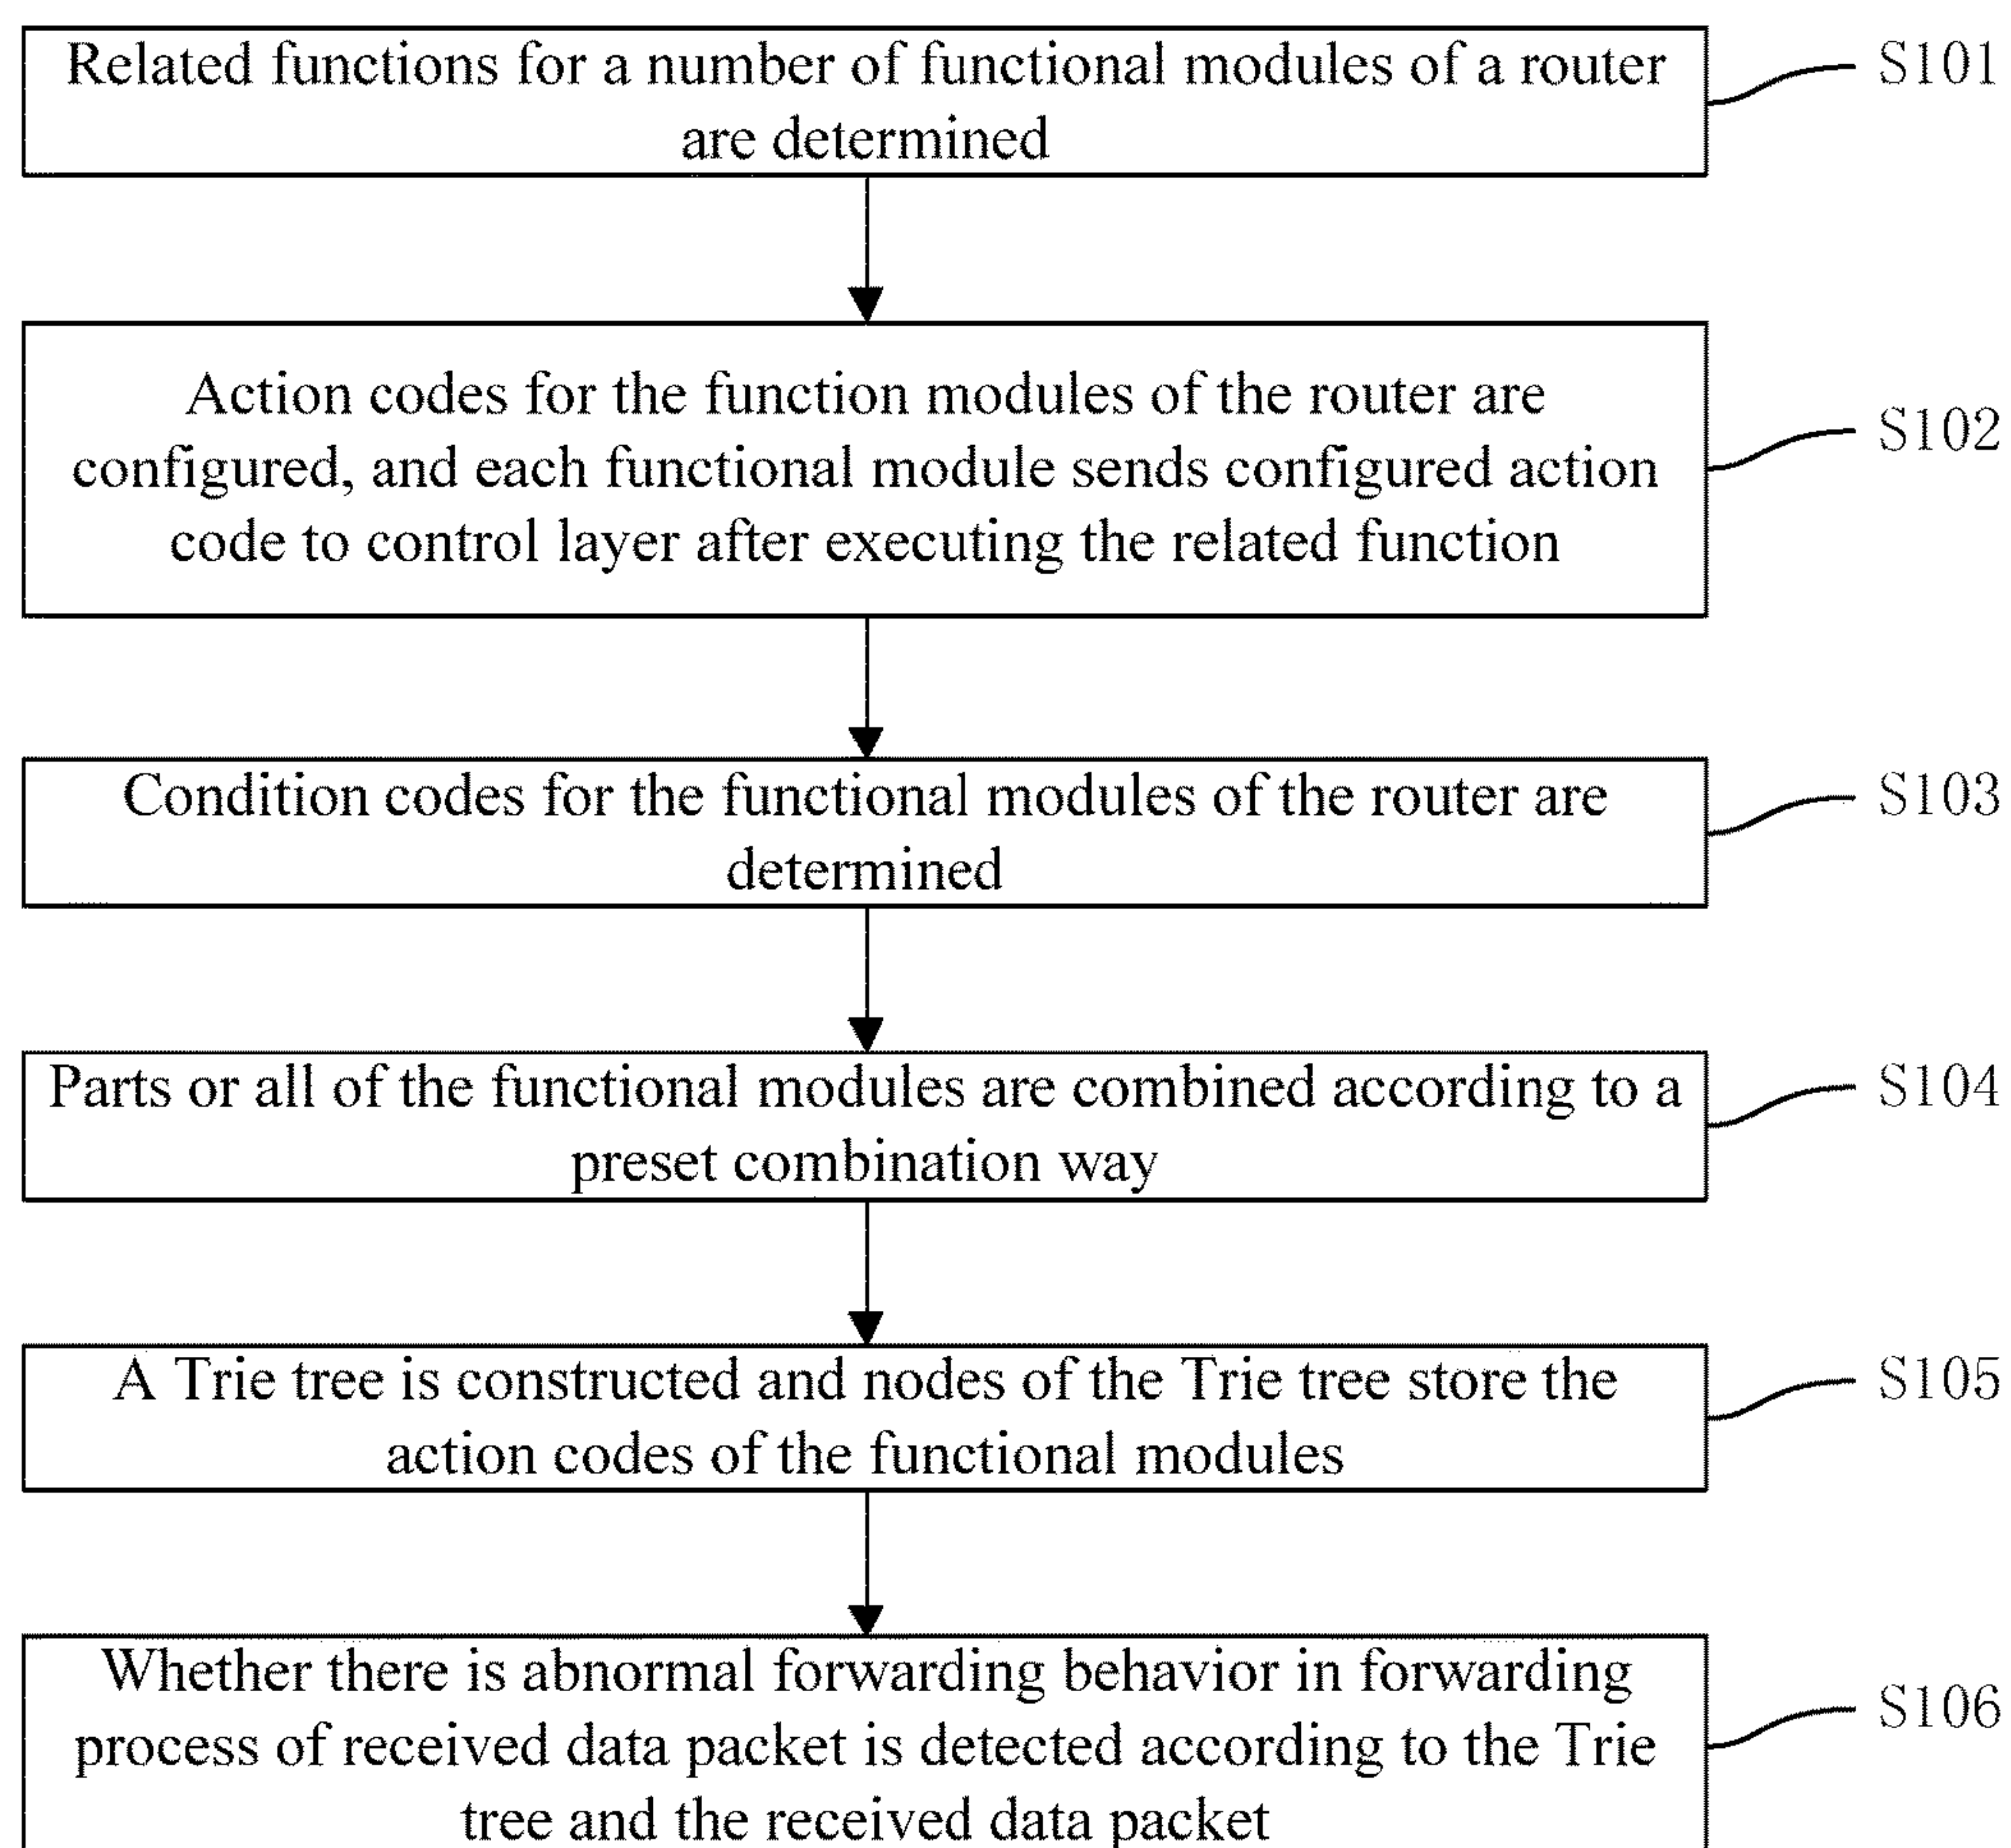 Related functions for a number of functional modules of a router
are determined
S101
Action codes for the function modules of the router are
configured, and each functional module sends configured action
code to control layer after executing the related function
S102
Condition codes for the functional modules of the router are
determined
S103
Parts or all of the functional modules are combined according to a
preset combination way
S104
A Trie tree is constructed and nodes of the Trie tree store the
action codes of the functional modules
S105
Whether there is abnormal forwarding behavior in forwarding
process of received data packet is detected according to the Trie
tree and the received data packet
S106